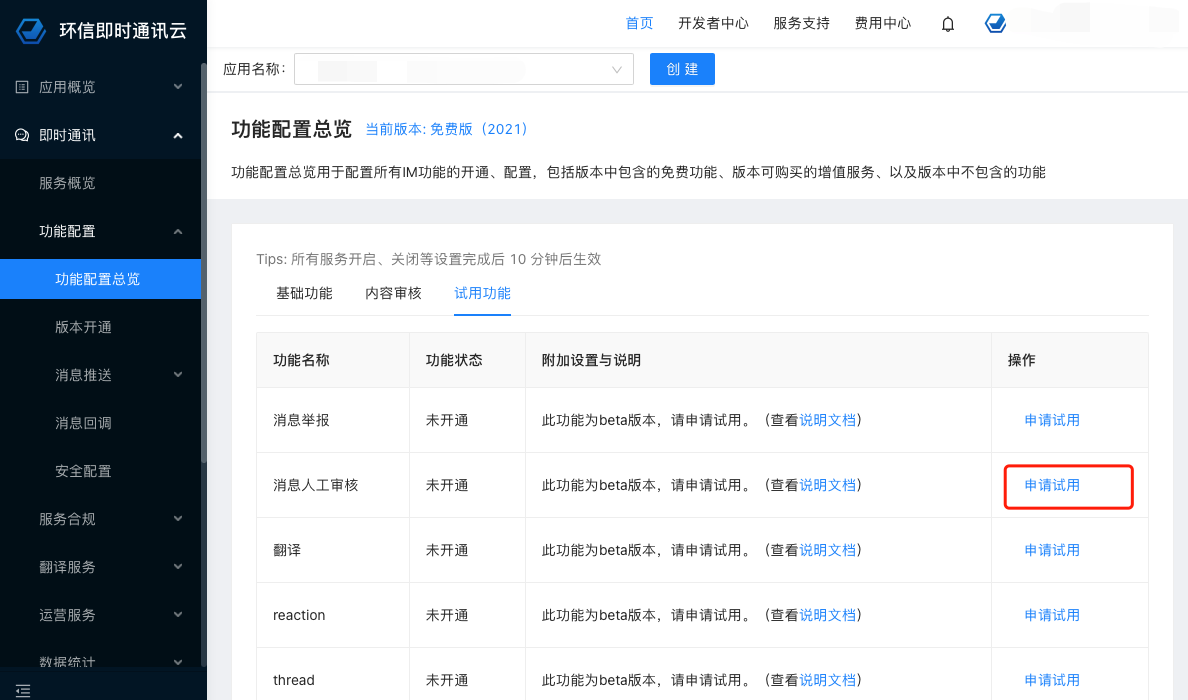 环信即时通讯云
首页 开发者中心 服务支持 费用中心
应用概览
即时通讯
服务概览
功能配置
功能配置总览
版本开通
消息推送
消息回调
安全配置
服务合规
翻译服务
运营服务
数据统计
应用名称: 创 建
功能配置总览 当前版本: 免费版（2021）
功能配置总览用于配置所有IM功能的开通、配置，包括版本中包含的免费功能、版本可购买的增值服务、以及版本中不包含的功能
Tips: 所有服务开启、关闭等设置完成后 10 分钟后生效
基础功能 内容审核 试用功能
功能名称 功能状态 附加设置与说明 操作
消息举报 未开通 此功能为beta版本，请申请试用。（查看说明文档） 申请试用
消息人工审核 未开通 此功能为beta版本，请申请试用。（查看说明文档） 申请试用
翻译 未开通 此功能为beta版本，请申请试用。（查看说明文档） 申请试用
reaction 未开通 此功能为beta版本，请申请试用。（查看说明文档） 申请试用
thread 未开通 此功能为beta版本，请申请试用。（查看说明文档） 申请试用